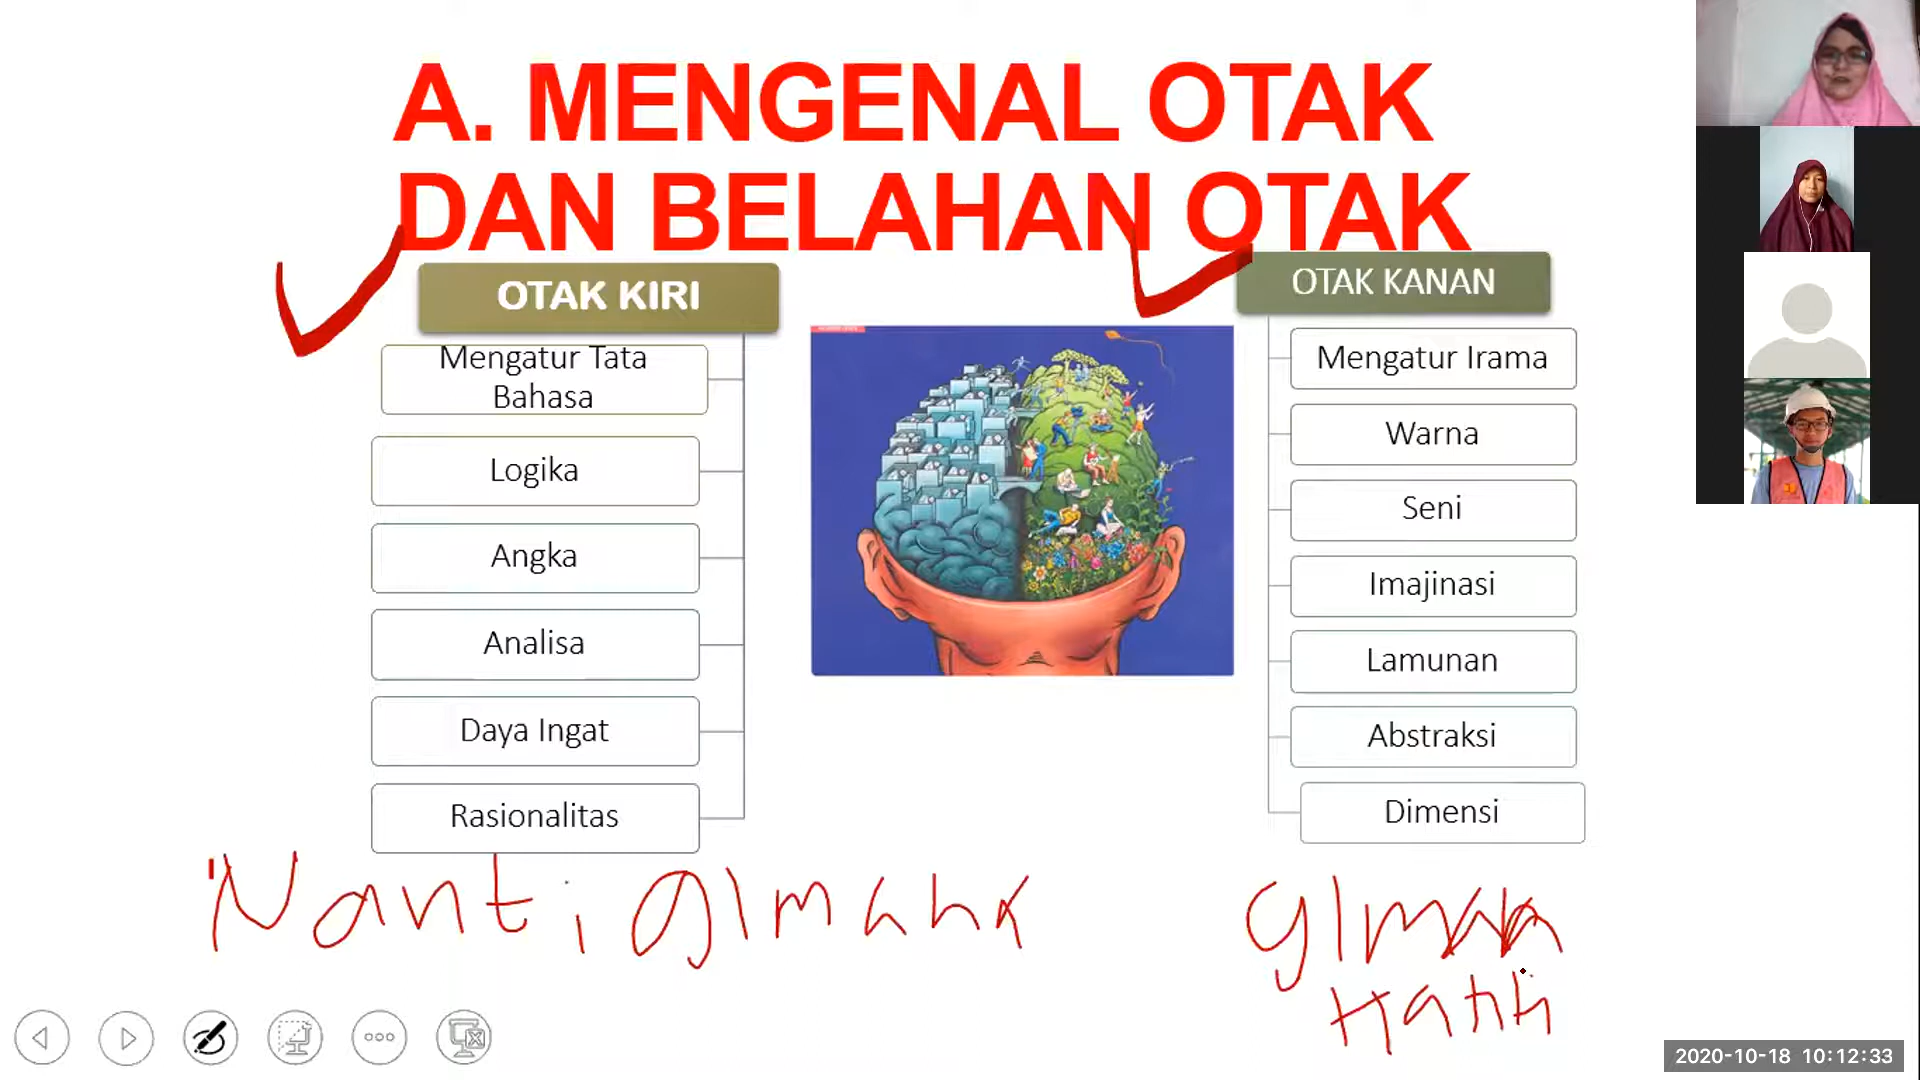 A. MENGENAL OTAK
DAN BELAHAN OTAK
OTAK KIRI
Mengatur Tata
Bahasa
Logika
Angka
Analisa
Daya Ingat
Rasionalitas
OTAK KANAN
Mengatur Irama
Warna
Seni
Imajinasi
Lamunan
Abstraksi
Dimensi
Nanti
2020-10-18 10:12:33